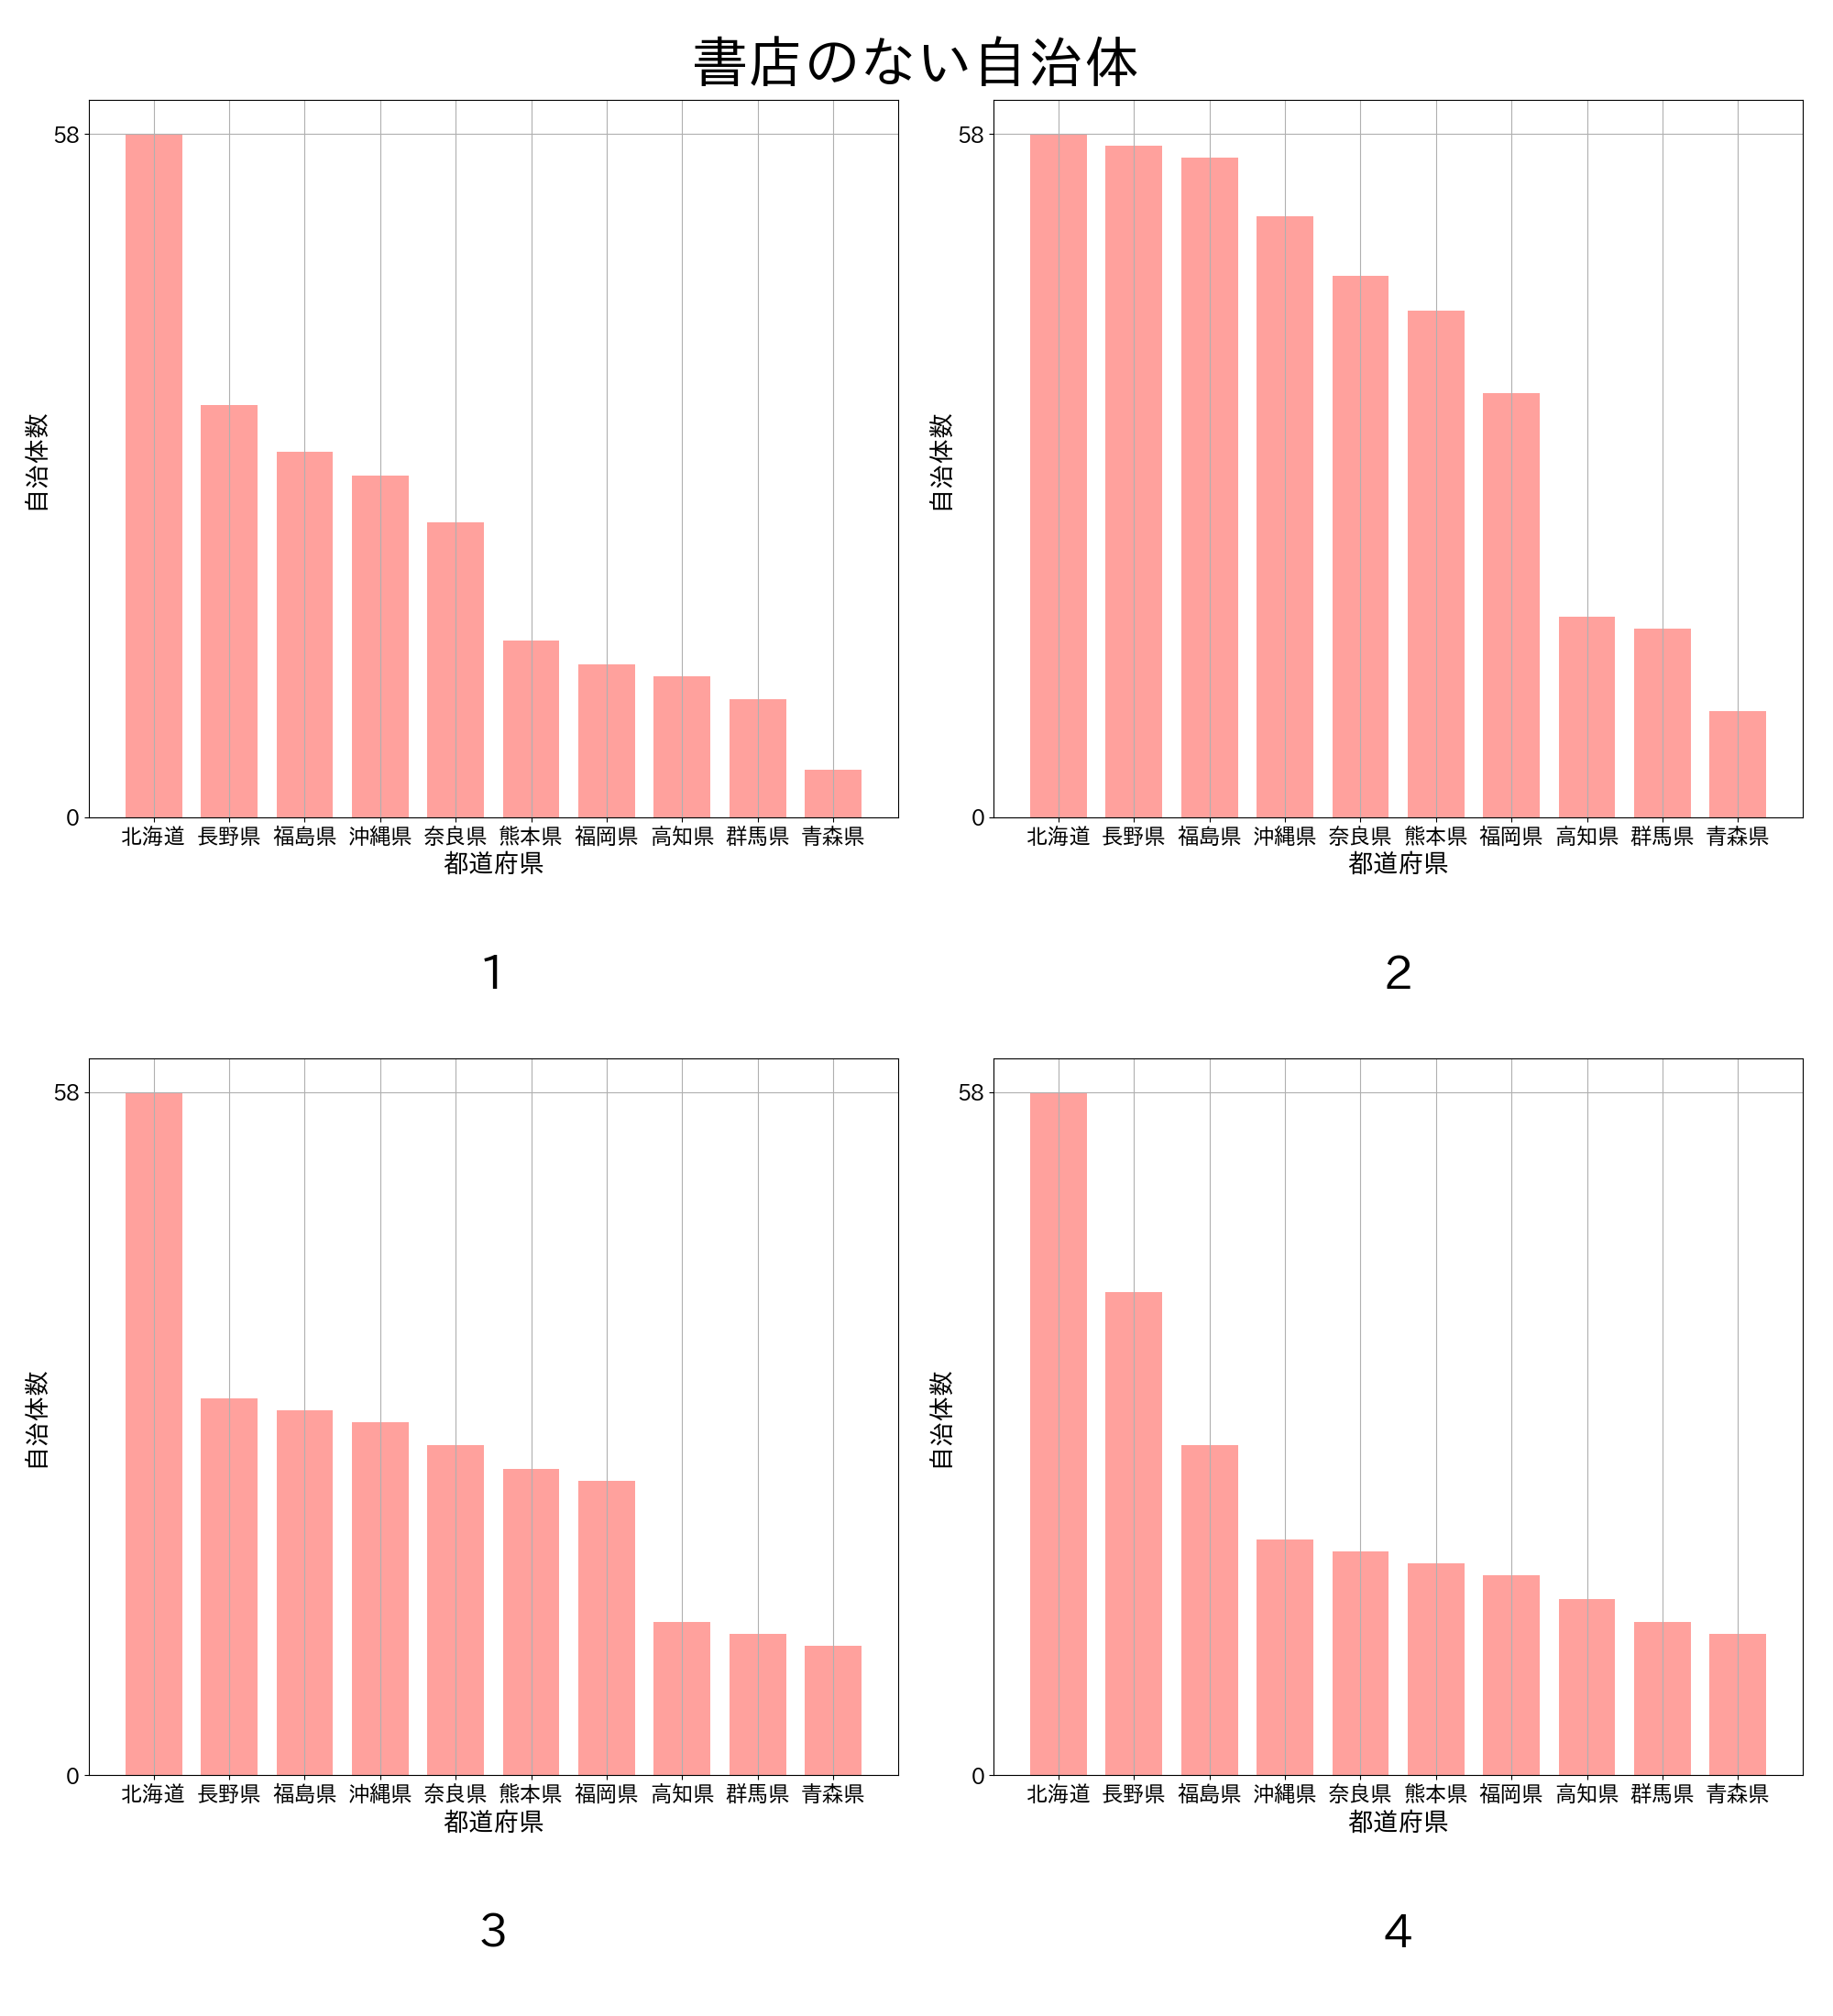 書店のない自治体
58
0
自治体数
北海道 長野県 福島県 沖縄県 奈良県 熊本県 福岡県 高知県 群馬県 青森県
都道府県
1
58
0
自治体数
北海道 長野県 福島県 沖縄県 奈良県 熊本県 福岡県 高知県 群馬県 青森県
都道府県
2
58
0
自治体数
北海道 長野県 福島県 沖縄県 奈良県 熊本県 福岡県 高知県 群馬県 青森県
都道府県
3
58
0
自治体数
北海道 長野県 福島県 沖縄県 奈良県 熊本県 福岡県 高知県 群馬県 青森県
都道府県
4